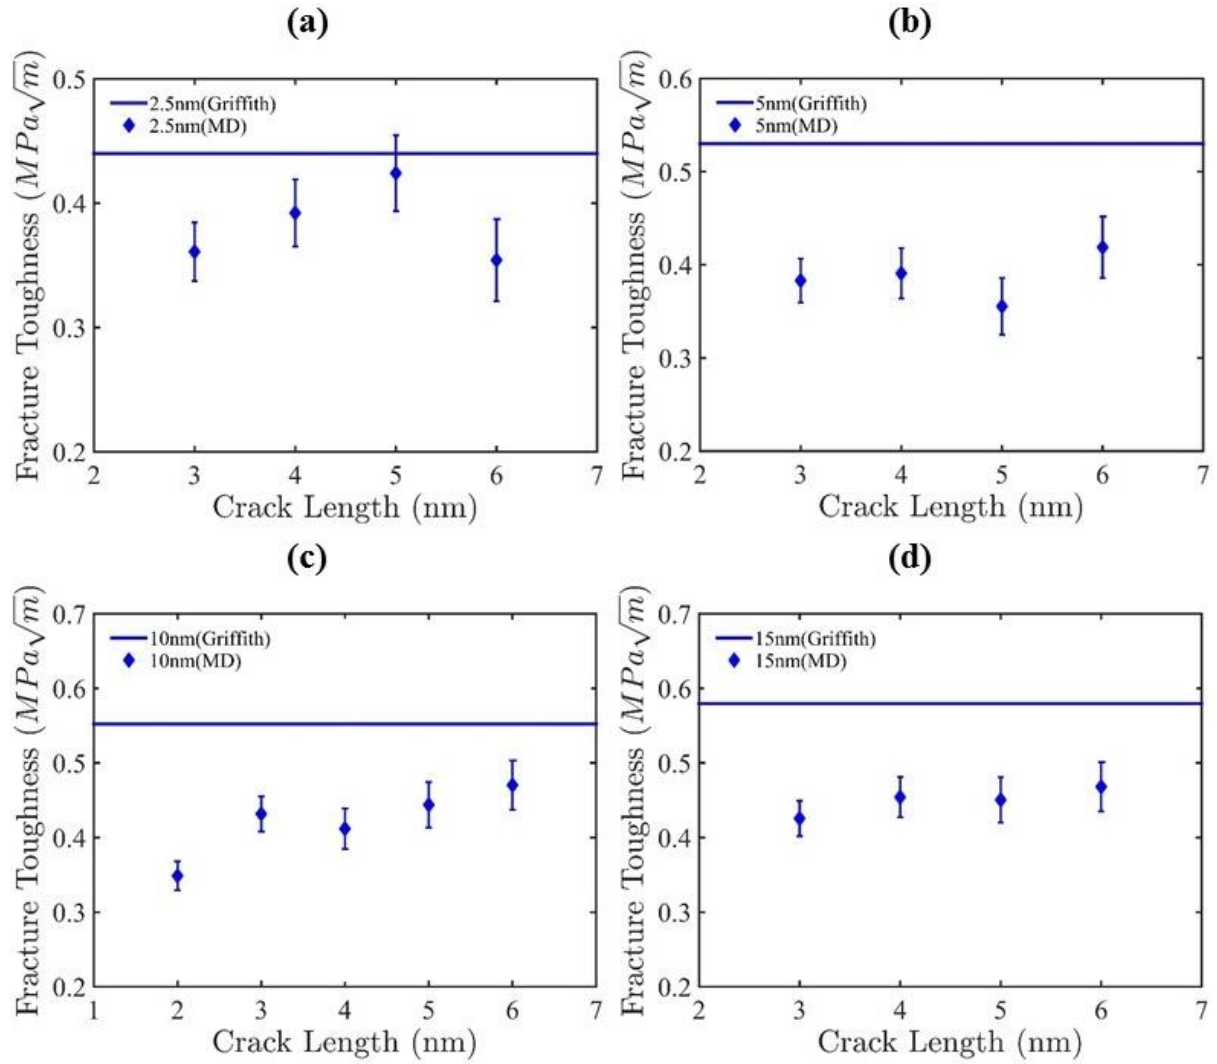 (a)
0.5
0.4
0.3
0.2
2 3 4 5 6 7
Fracture Toughness (MPa√m)
Crack Length (nm)
2.5nm(Griffith)
2.5nm(MD)
(b)
0.6
0.5
0.4
0.3
0.2
2 3 4 5 6 7
Fracture Toughness (MPa√m)
Crack Length (nm)
5nm(Griffith)
5nm(MD)
(c)
0.7
0.6
0.5
0.4
0.3
0.2
1 2 3 4 5 6 7
Fracture Toughness (MPa√m)
Crack Length (nm)
10nm(Griffith)
10nm(MD)
(d)
0.7
0.6
0.5
0.4
0.3
0.2
2 3 4 5 6 7
Fracture Toughness (MPa√m)
Crack Length (nm)
15nm(Griffith)
15nm(MD)